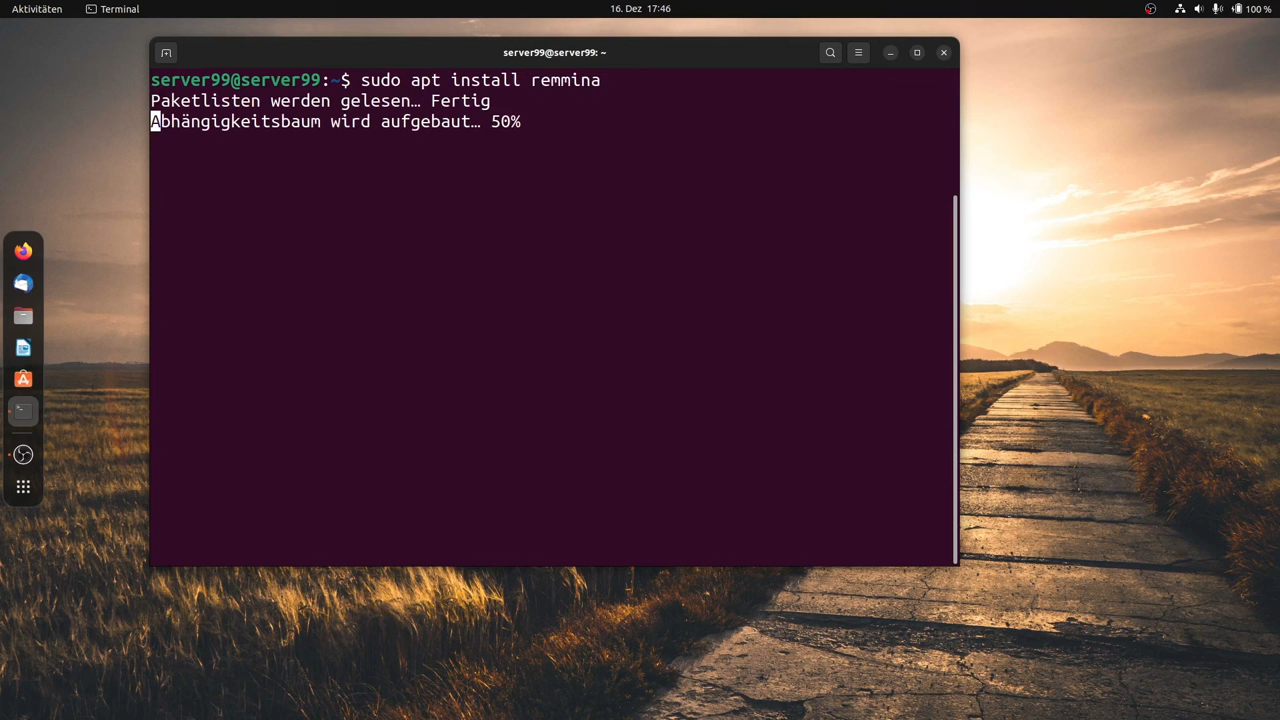 Aktivitäten
Terminal
16. Dez 17:46
100 %
server99@server99: ~
server99@server99:~$ sudo apt install remmina
Paketlisten werden gelesen… Fertig
Abhängigkeitsbaum wird aufgebaut… 50%